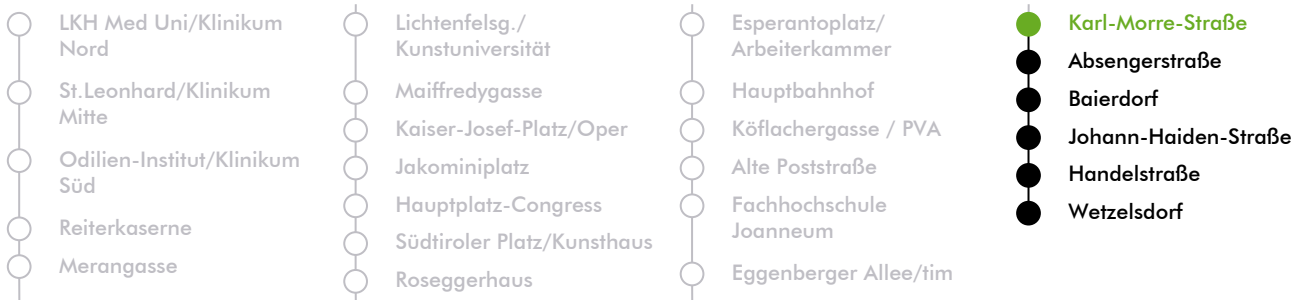 LKH Med Uni/Klinikum
Nord
St.Leonhard/Klinikum
Mitte
Odilien-Institut/Klinikum
Süd
Reiterkaserne
Merangasse
Lichtenfelsg./
Kunstuniversität
Maiffredygasse
Kaiser-Josef-Platz/Oper
Jakominiplatz
Hauptplatz-Congress
Südtiroler Platz/Kunsthaus
Roseggerhaus
Esperantoplatz/
Arbeiterkammer
Hauptbahnhof
Köflachergasse / PVA
Alte Poststraße
Fachhochschule
Joanneum
Eggenberger Allee/tim
Karl-Morre-Straße
Absengerstraße
Baierdorf
Johann-Haiden-Straße
Handelstraße
Wetzelsdorf